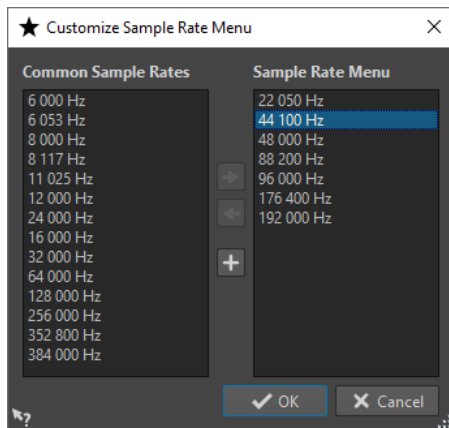 Customize Sample Rate Menu
Common Sample Rates
6 000 Hz
6 053 Hz
8 000 Hz
8 117 Hz
11 025 Hz
12 000 Hz
24 000 Hz
16 000 Hz
32 000 Hz
64 000 Hz
128 000 Hz
256 000 Hz
352 800 Hz
384 000 Hz
Sample Rate Menu
22 050 Hz
44 100 Hz
48 000 Hz
88 200 Hz
96 000 Hz
176 400 Hz
192 000 Hz
OK
Cancel